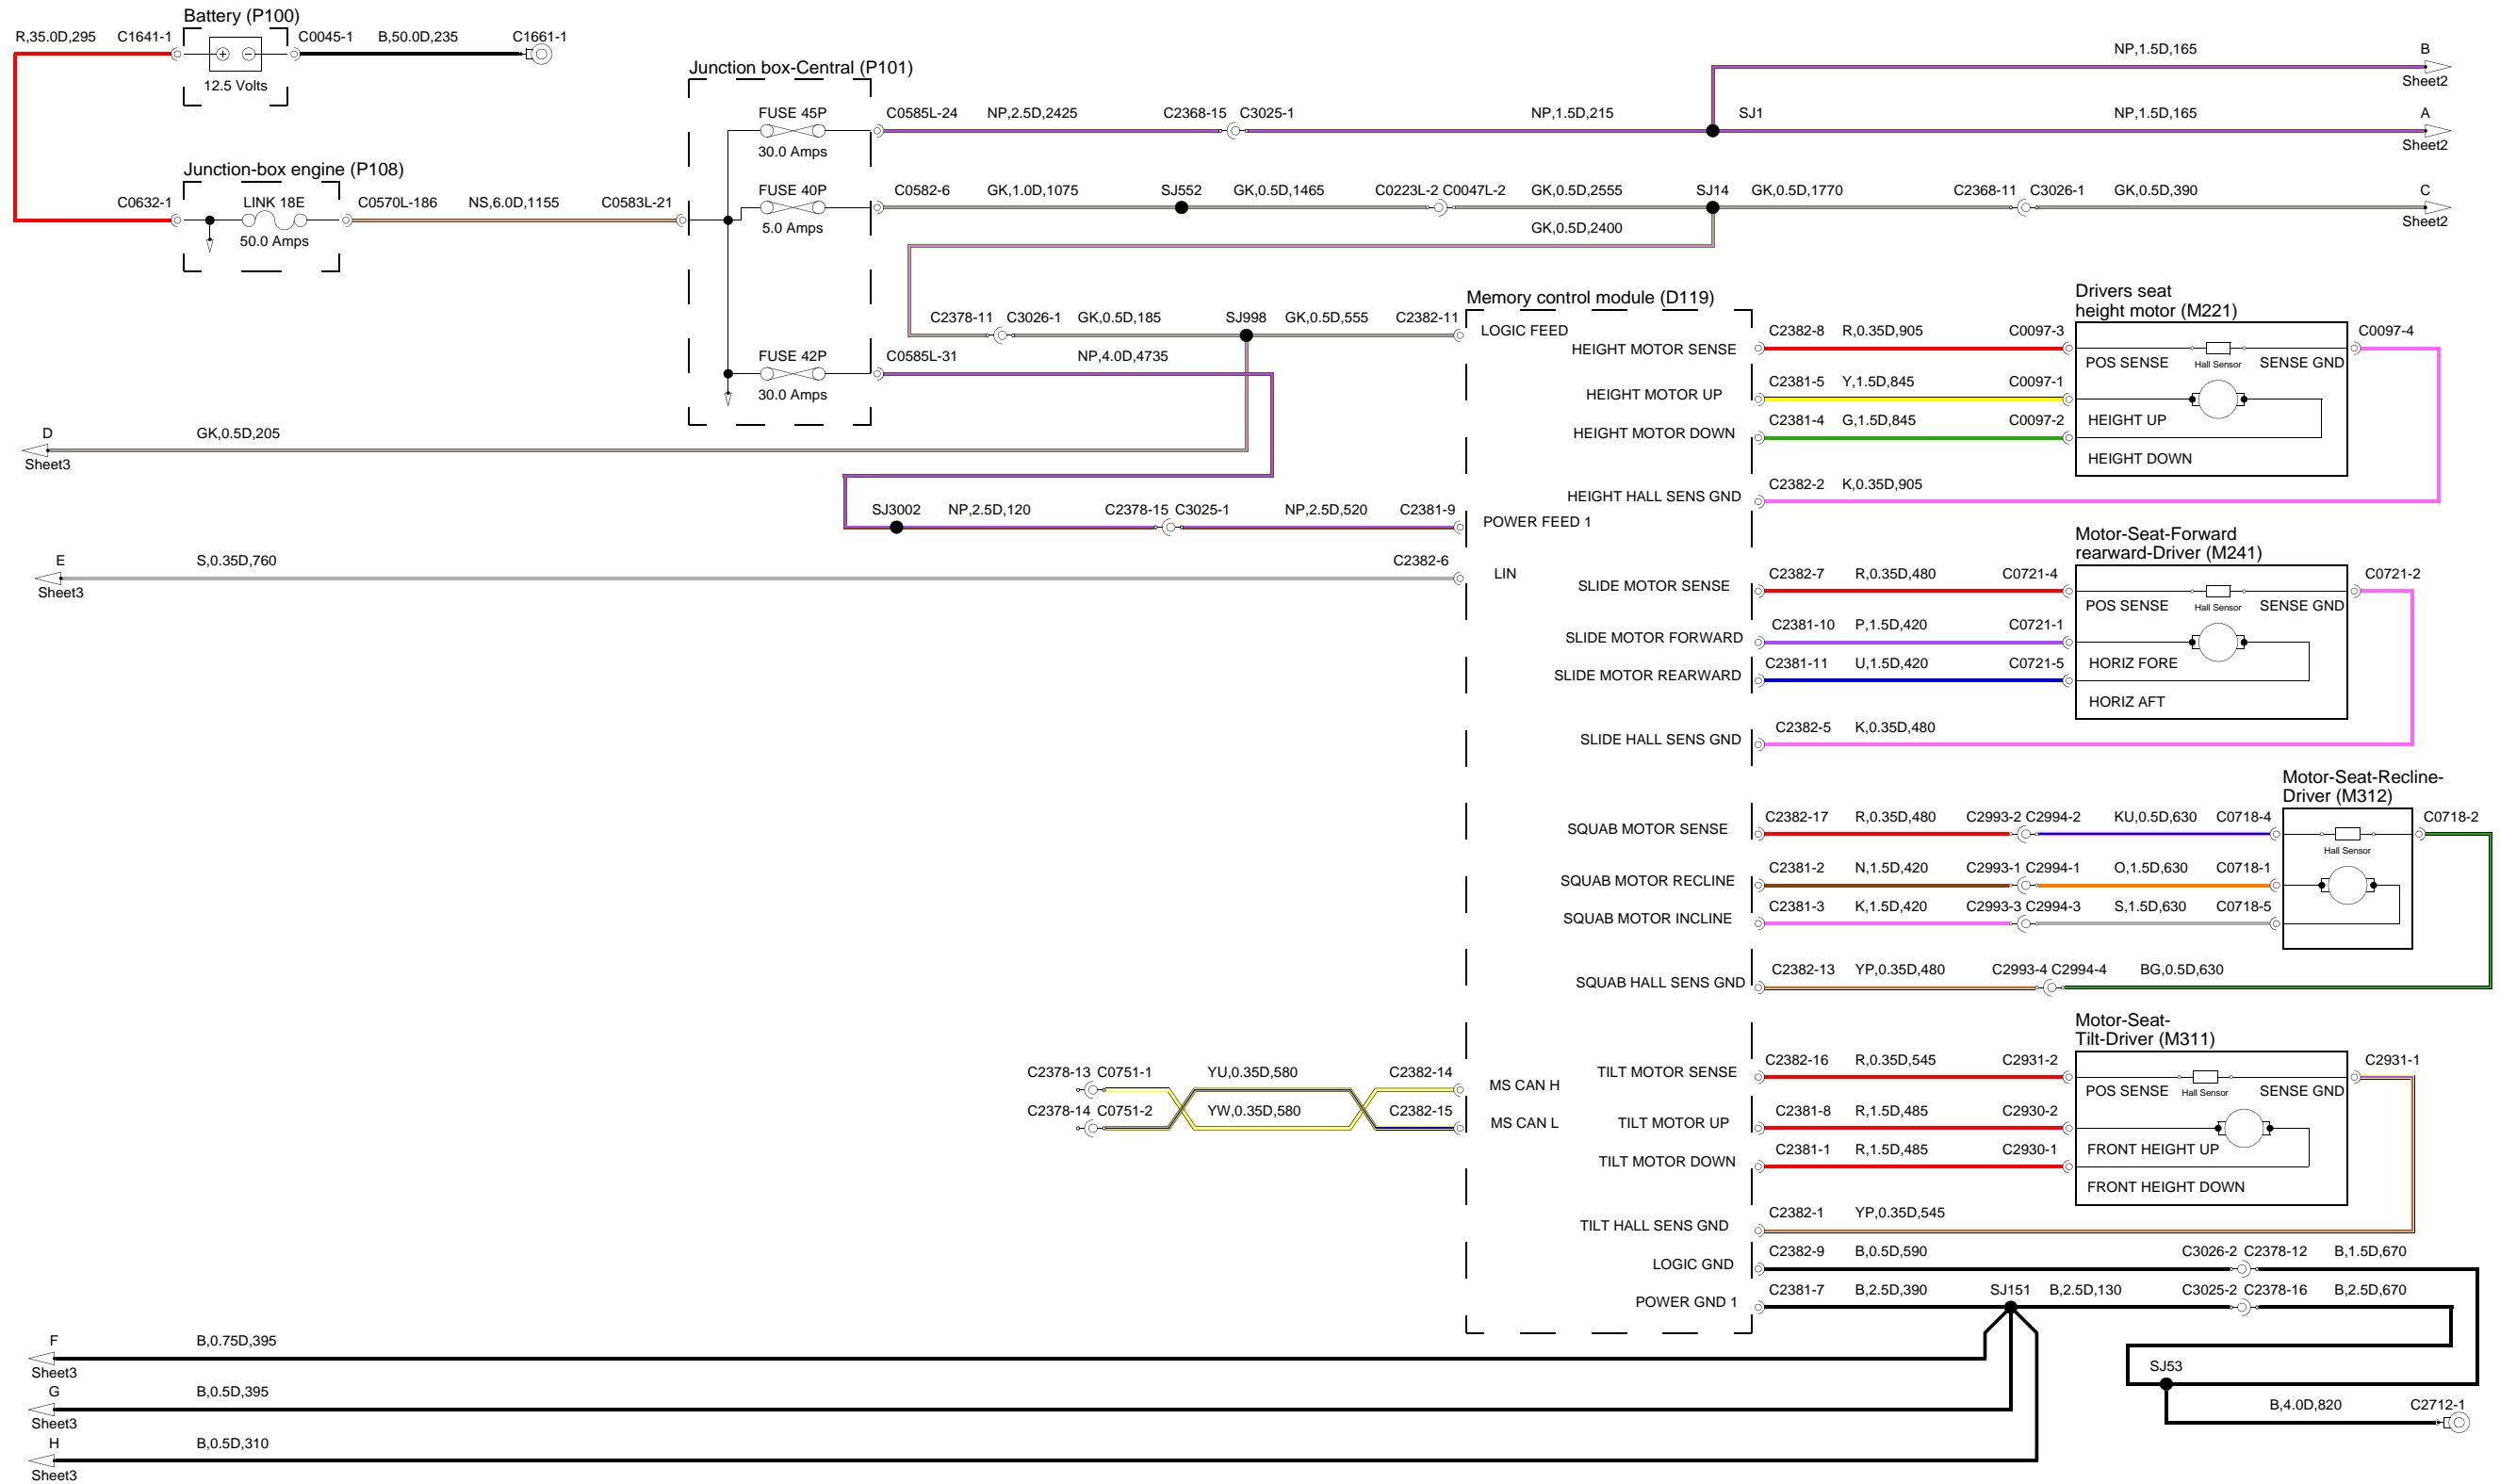 Battery (P100)
R,35.0D,295 C1641-1 C0045-1 B,50.0D,235 C1661-1
12.5 Volts
NP,1.5D,165 B
Sheet2
Junction box-Central (P101)
FUSE 45P C0585L-24 NP,2.5D,2425 C2368-15 C3025-1 NP,1.5D,215 SJ1 NP,1.5D,165 A
30.0 Amps
Sheet2
Junction-box engine (P108)
C0632-1 LINK 18E C0570L-186 NS,6.0D,1155 C0583L-21
50.0 Amps
FUSE 40P C0582-6 GK,1.0D,1075 SJ552 GK,0.5D,1465 C0223L-2 C0047L-2 GK,0.5D,2555 SJ14 GK,0.5D,1770 C2368-11 C3026-1 GK,0.5D,390 C
5.0 Amps GK,0.5D,2400
Sheet2
Memory control module (D119)
Drivers seat
height motor (M221)
C2378-11 C3026-1 GK,0.5D,185 SJ998 GK,0.5D,555 C2382-11 LOGIC FEED
HEIGHT MOTOR SENSE C2382-8 R,0.35D,905 C0097-3 C0097-4
POS SENSE Hall Sensor SENSE GND
FUSE 42P C0585L-31 NP,4.0D,4735
30.0 Amps
HEIGHT MOTOR UP C2381-5 Y,1.5D,845 C0097-1
HEIGHT UP
HEIGHT MOTOR DOWN C2381-4 G,1.5D,845 C0097-2
HEIGHT DOWN
D GK,0.5D,205
Sheet3
HEIGHT HALL SENS GND C2382-2 K,0.35D,905
SJ3002 NP,2.5D,120 C2378-15 C3025-1 NP,2.5D,520 C2381-9 POWER FEED 1
Motor-Seat-Forward
rearward-Driver (M241)
E S,0.35D,760 C2382-6 LIN
Sheet3
SLIDE MOTOR SENSE C2382-7 R,0.35D,480 C0721-4 C0721-2
POS SENSE Hall Sensor SENSE GND
SLIDE MOTOR FORWARD C2381-10 P,1.5D,420 C0721-1
HORIZ FORE
SLIDE MOTOR REARWARD C2381-11 U,1.5D,420 C0721-5
HORIZ AFT
SLIDE HALL SENS GND C2382-5 K,0.35D,480
Motor-Seat-Recline-
Driver (M312)
SQUAB MOTOR SENSE C2382-17 R,0.35D,480 C2993-2 C2994-2 KU,0.5D,630 C0718-4 C0718-2
Hall Sensor
SQUAB MOTOR RECLINE C2381-2 N,1.5D,420 C2993-1 C2994-1 O,1.5D,630 C0718-1
SQUAB MOTOR INCLINE C2381-3 K,1.5D,420 C2993-3 C2994-3 S,1.5D,630 C0718-5
SQUAB HALL SENS GND C2382-13 YP,0.35D,480 C2993-4 C2994-4 BG,0.5D,630
Motor-Seat-
Tilt-Driver (M311)
TILT MOTOR SENSE C2382-16 R,0.35D,545 C2931-2 C2931-1
POS SENSE Hall Sensor SENSE GND
C2378-13 C0751-1 YU,0.35D,580 C2382-14 MS CAN H
C2378-14 C0751-2 YW,0.35D,580 C2382-15 MS CAN L
TILT MOTOR UP C2381-8 R,1.5D,485 C2930-2
FRONT HEIGHT UP
TILT MOTOR DOWN C2381-1 R,1.5D,485 C2930-1
FRONT HEIGHT DOWN
TILT HALL SENS GND C2382-1 YP,0.35D,545
LOGIC GND C2382-9 B,0.5D,590 C3026-2 C2378-12 B,1.5D,670
POWER GND 1 C2381-7 B,2.5D,390 SJ151 B,2.5D,130 C3025-2 C2378-16 B,2.5D,670
F B,0.75D,395
Sheet3
SJ53
G B,0.5D,395
Sheet3
B,4.0D,820 C2712-1
H B,0.5D,310
Sheet3